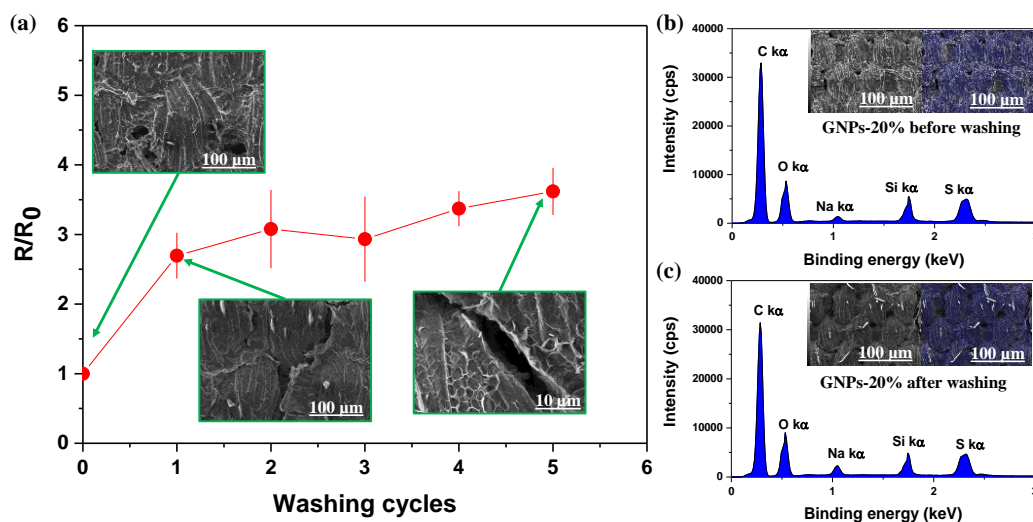 (a)
6
5
4
3
2
1
0
R/R0
100 µm
100 µm
10 µm
0 1 2 3 4 5 6
Washing cycles
(b)
40000
30000
20000
10000
0
Intensity (cps)
C kα
O kα
Na kα
Si kα
S kα
100 µm
100 µm
GNPs-20% before washing
0 1 2 3
Binding energy (keV)
(c)
40000
30000
20000
10000
0
Intensity (cps)
C kα
O kα
Na kα
Si kα
S kα
100 µm
100 µm
GNPs-20% after washing
0 1 2 3
Binding energy (keV)